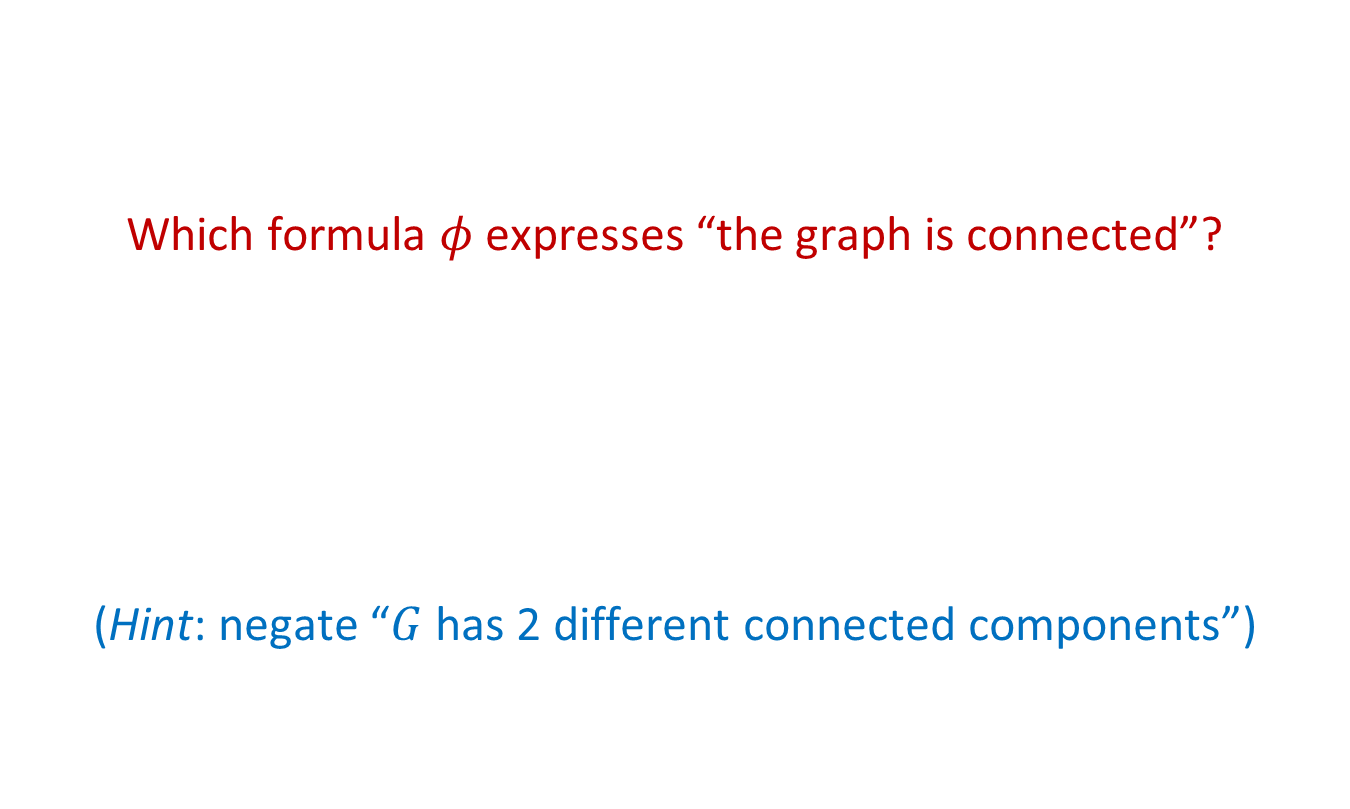 Which formula 𝜙 expresses “the graph is connected”?
(Hint: negate “𝐺 has 2 different connected components”)